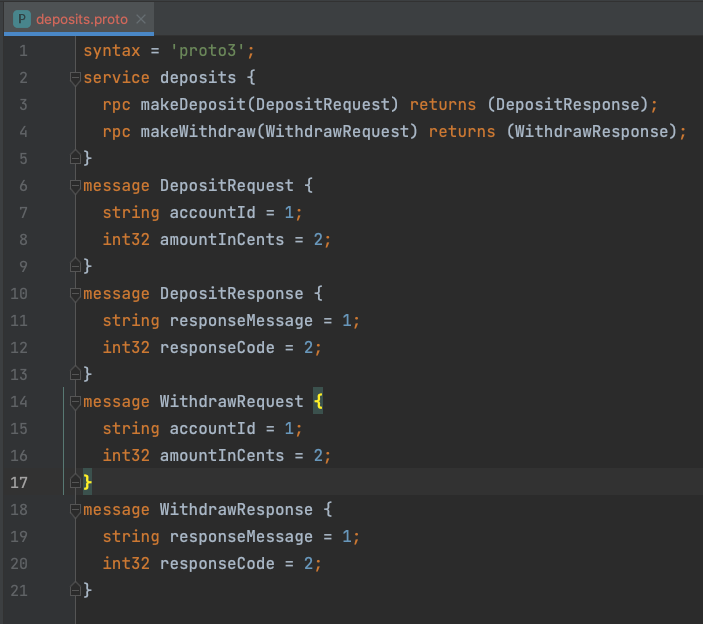 P deposits.proto
1 syntax = 'proto3';
2 service deposits {
3   rpc makeDeposit(DepositRequest) returns (DepositResponse);
4   rpc makeWithdraw(WithdrawRequest) returns (WithdrawResponse);
5 }
6 message DepositRequest {
7   string accountId = 1;
8   int32 amountInCents = 2;
9 }
10 message DepositResponse {
11   string responseMessage = 1;
12   int32 responseCode = 2;
13 }
14 message WithdrawRequest {
15   string accountId = 1;
16   int32 amountInCents = 2;
17 }
18 message WithdrawResponse {
19   string responseMessage = 1;
20   int32 responseCode = 2;
21 }